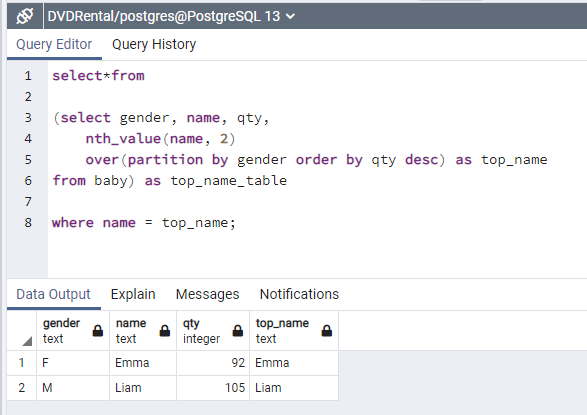 DVDRental/postgres@PostgreSQL 13
Query Editor Query History
1 select*from
2
3 (select gender, name, qty,
4 nth_value(name, 2)
5 over(partition by gender order by qty desc) as top_name
6 from baby) as top_name_table
7
8 where name = top_name;
Data Output Explain Messages Notifications
gender name qty top_name
text text integer text
1 F Emma 92 Emma
2 M Liam 105 Liam